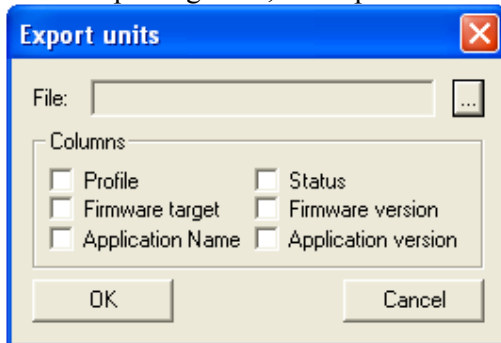 Export units
File:
...
Columns
Profile Status
Firmware target Firmware version
Application Name Application version
OK Cancel